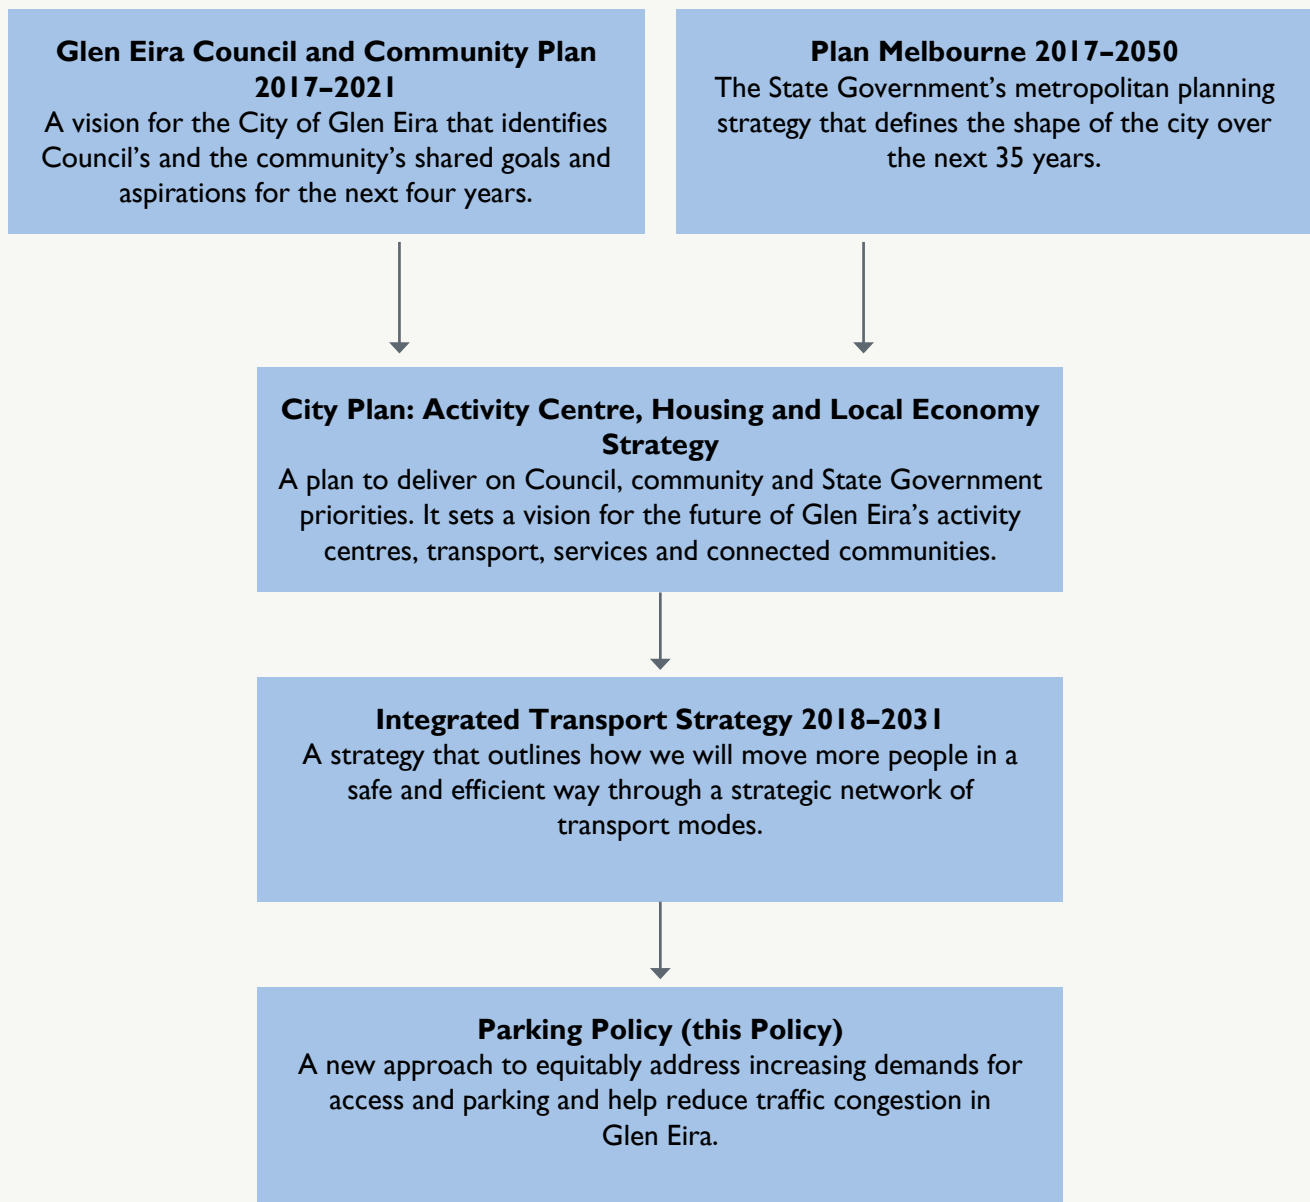 Glen Eira Council and Community Plan
2017–2021
A vision for the City of Glen Eira that identifies
Council’s and the community’s shared goals and
aspirations for the next four years.
Plan Melbourne 2017–2050
The State Government’s metropolitan planning
strategy that defines the shape of the city over
the next 35 years.
City Plan: Activity Centre, Housing and Local Economy
Strategy
A plan to deliver on Council, community and State Government
priorities. It sets a vision for the future of Glen Eira’s activity
centres, transport, services and connected communities.
Integrated Transport Strategy 2018–2031
A strategy that outlines how we will move more people in a
safe and efficient way through a strategic network of
transport modes.
Parking Policy (this Policy)
A new approach to equitably address increasing demands for
access and parking and help reduce traffic congestion in
Glen Eira.